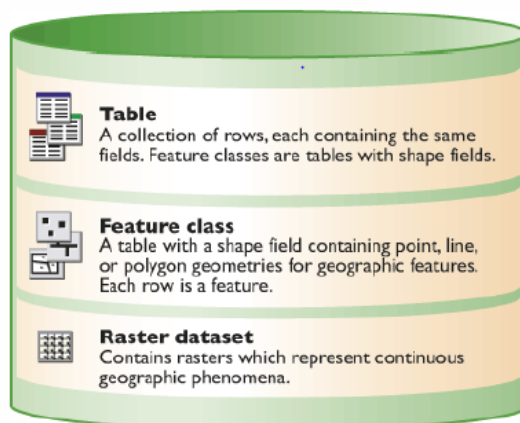 Table
A collection of rows, each containing the same
fields. Feature classes are tables with shape fields.
Feature class
A table with a shape field containing point, line,
or polygon geometries for geographic features.
Each row is a feature.
Raster dataset
Contains rasters which represent continuous
geographic phenomena.